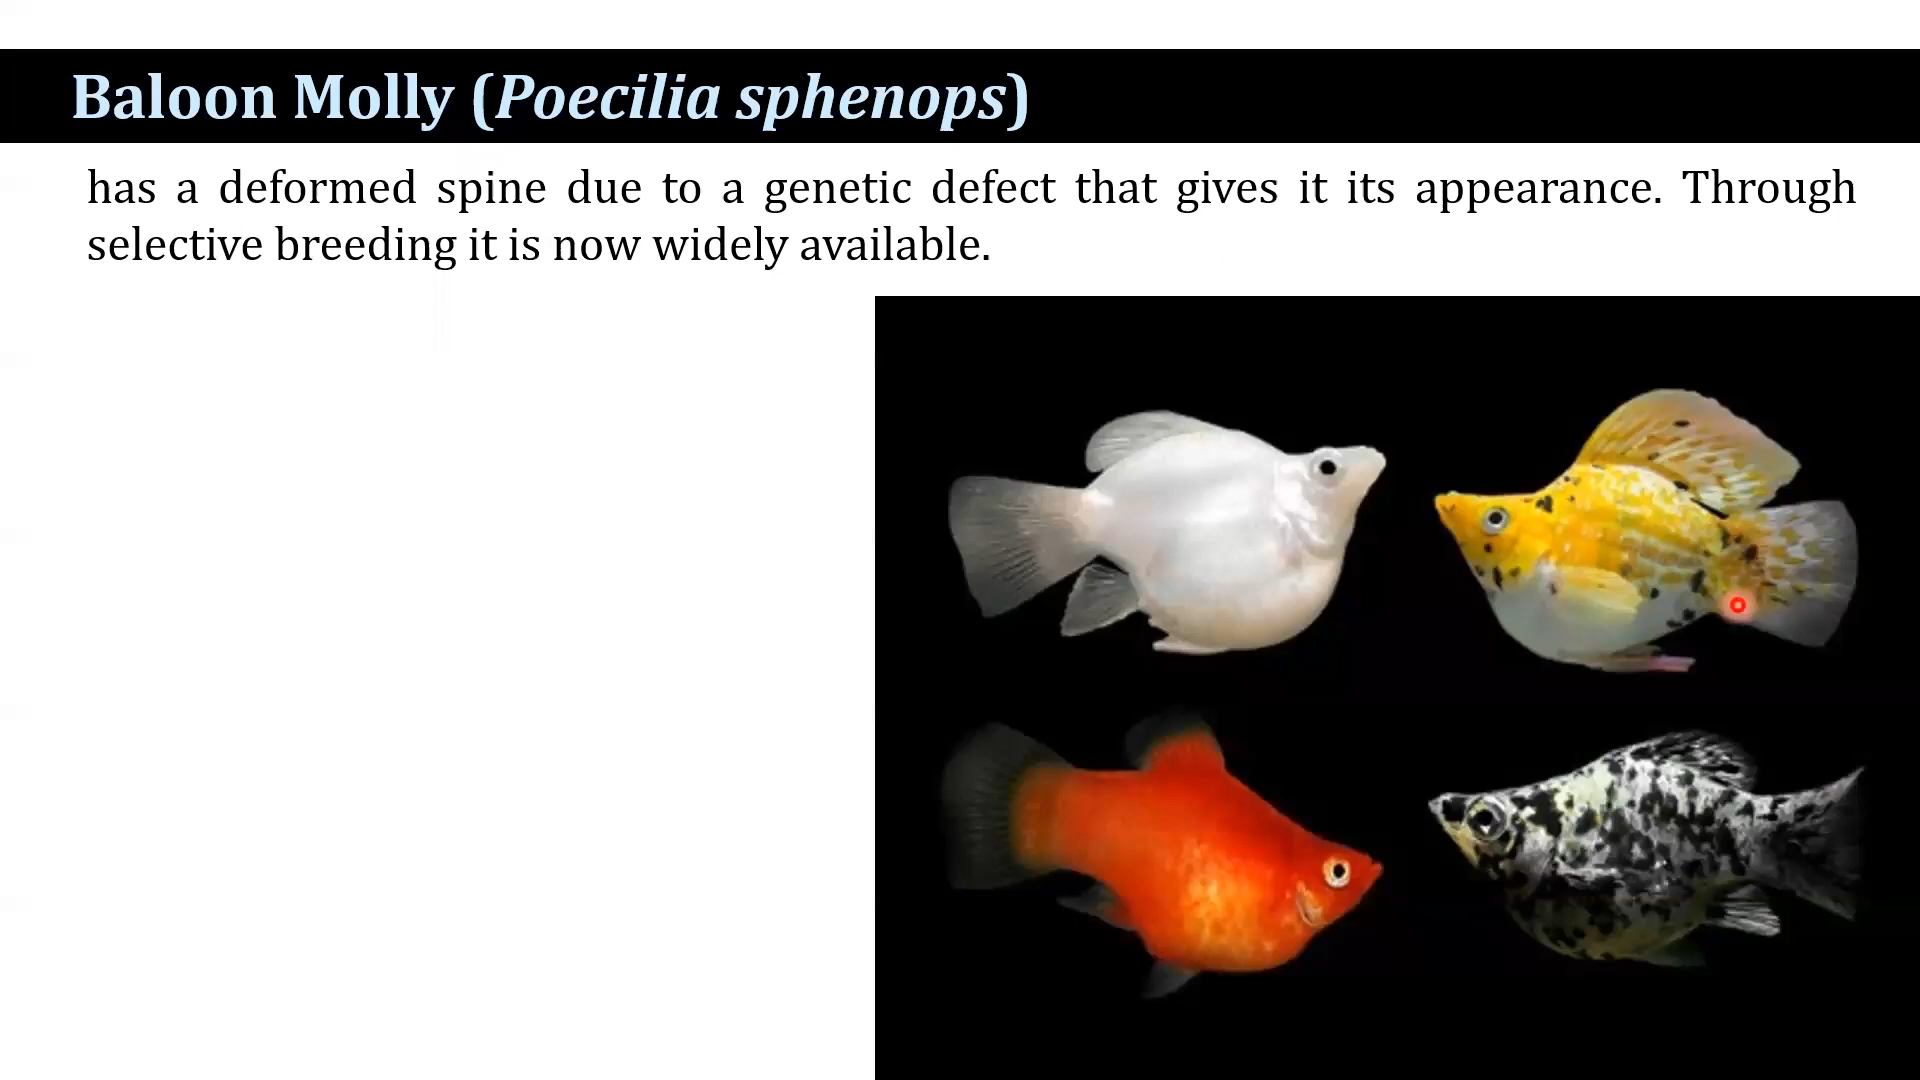 Baloon Molly (Poecilia sphenops)
has a deformed spine due to a genetic defect that gives it its appearance. Through
selective breeding it is now widely available.